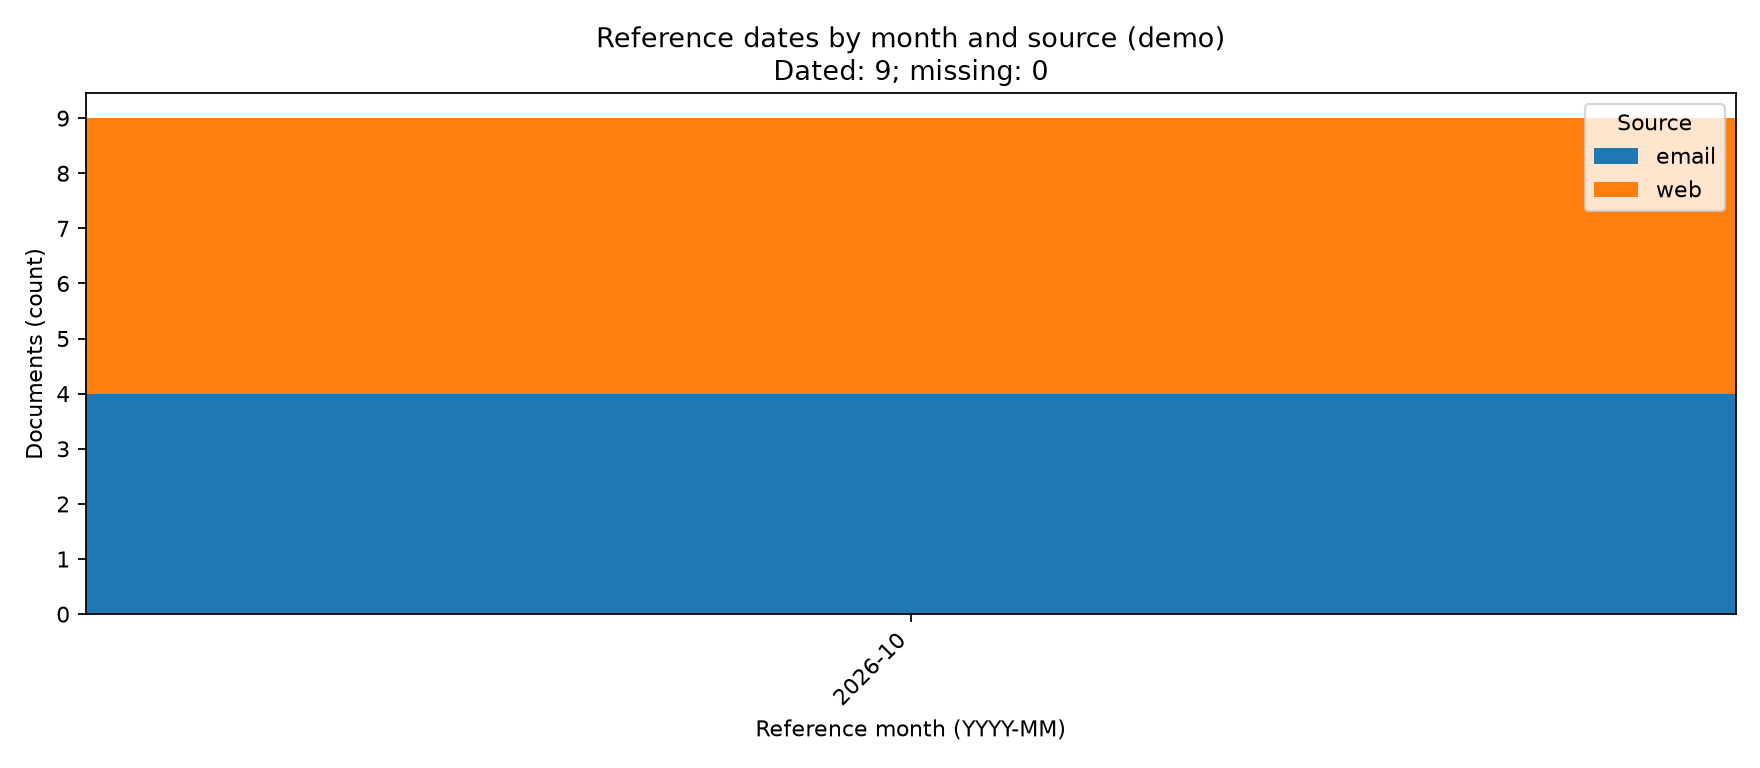 Reference dates by month and source (demo)
Dated: 9; missing: 0
Documents (count)
9
8
7
6
5
4
3
2
1
0
Source
email
web
2026-10
Reference month (YYYY-MM)